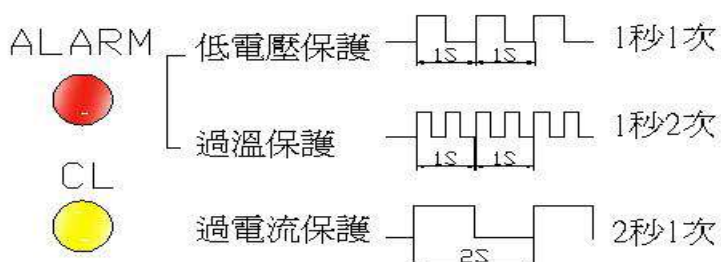 ALARM
低電壓保護
1S 1S
1秒1次
過溫保護
1S 1S
1秒2次
CL
過電流保護
2S
2秒1次